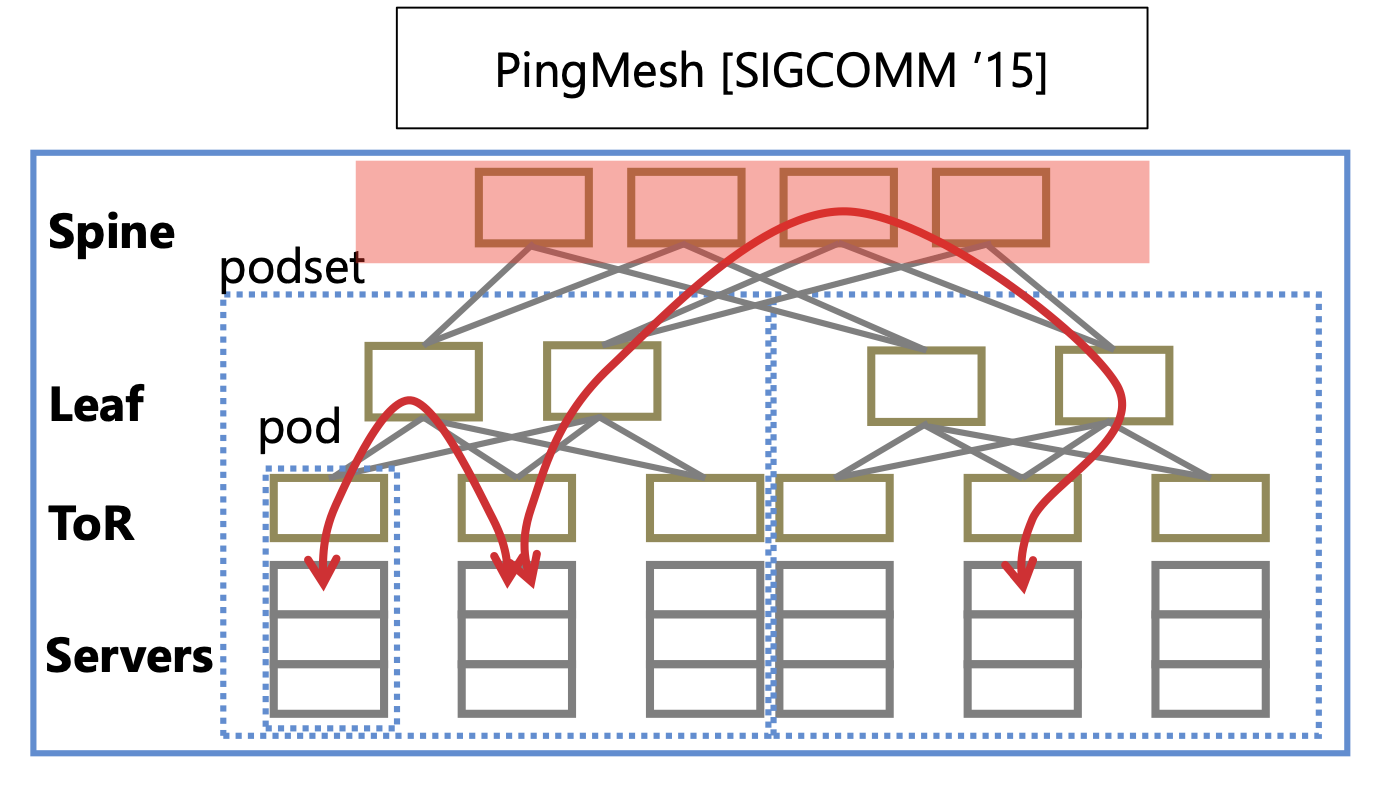 PingMesh [SIGCOMM ’15]
Spine
podset
Leaf
pod
ToR
Servers